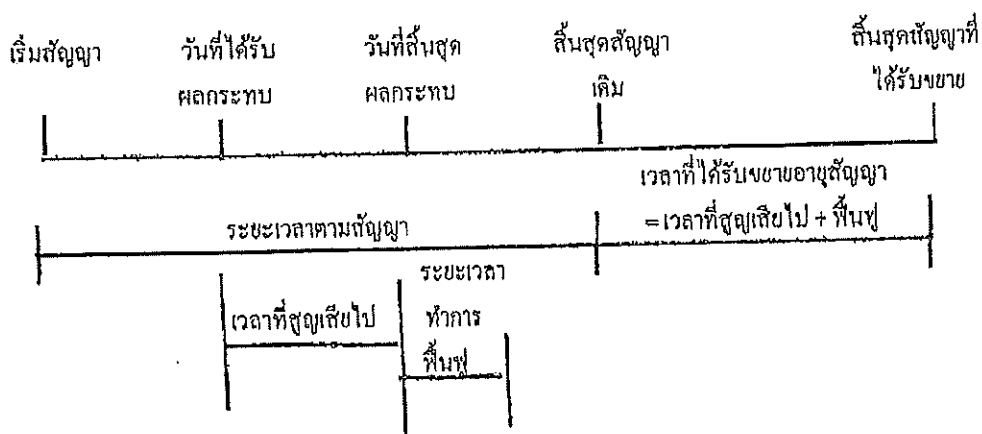 เริ่มสัญญา
วันที่ได้รับ
ผลกระทบ
วันที่สิ้นสุด
ผลกระทบ
สิ้นสุดสัญญา
เดิม
สิ้นสุดสัญญาที่
ได้รับขยาย
เวลาที่ได้รับขยายอายุสัญญา
=เวลาที่สูญเสียไป + ฟื้นฟู
ระยะเวลาตามสัญญา
เวลาที่สูญเสียไป
ระยะเวลา
ทำการ
ฟื้นฟู